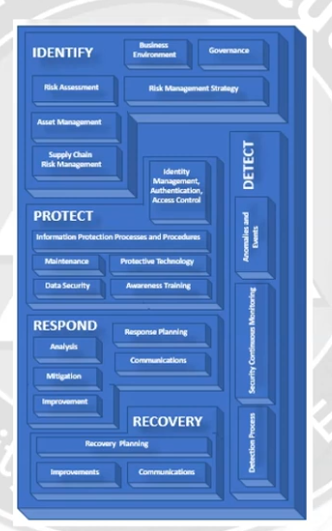 IDENTIFY
Business
Environment
Governance
Risk Assessment
Risk Management Strategy
Asset Management
Supply Chain
Risk Management
Identity
Management,
Authentication,
Access Control
PROTECT
Information Protection Processes and Procedures
Maintenance
Protective Technology
Data Security
Awareness Training
DETECT
Anomalies and
Events
Security Continuous Monitoring
Detection Process
RESPOND
Response Planning
Analysis
Communications
Mitigation
Improvement
RECOVERY
Recovery Planning
Improvements
Communications